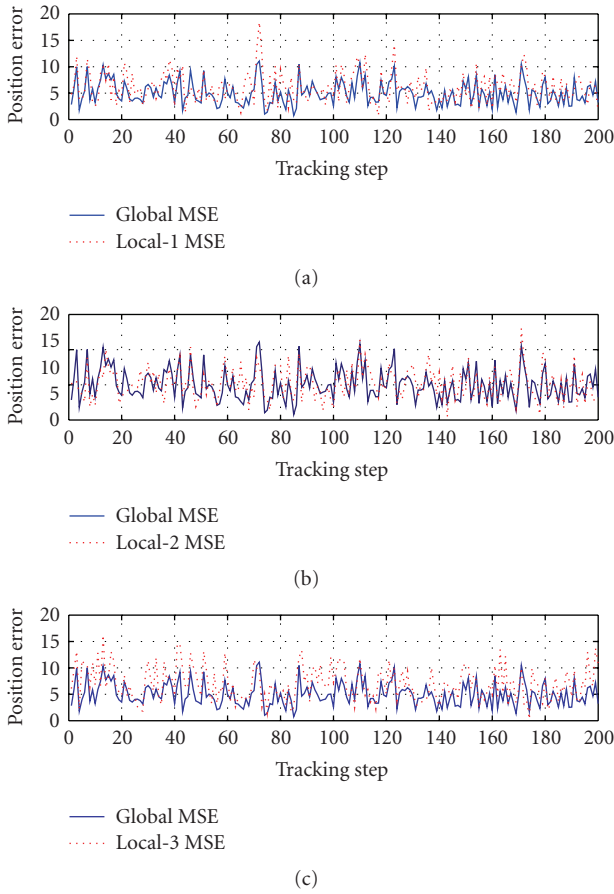 Position error
20
15
10
5
0
0 20 40 60 80 100 120 140 160 180 200
Tracking step
Global MSE
Local-1 MSE
(a)
Position error
20
15
10
5
0
0 20 40 60 80 100 120 140 160 180 200
Tracking step
Global MSE
Local-2 MSE
(b)
Position error
20
15
10
5
0
0 20 40 60 80 100 120 140 160 180 200
Tracking step
Global MSE
Local-3 MSE
(c)